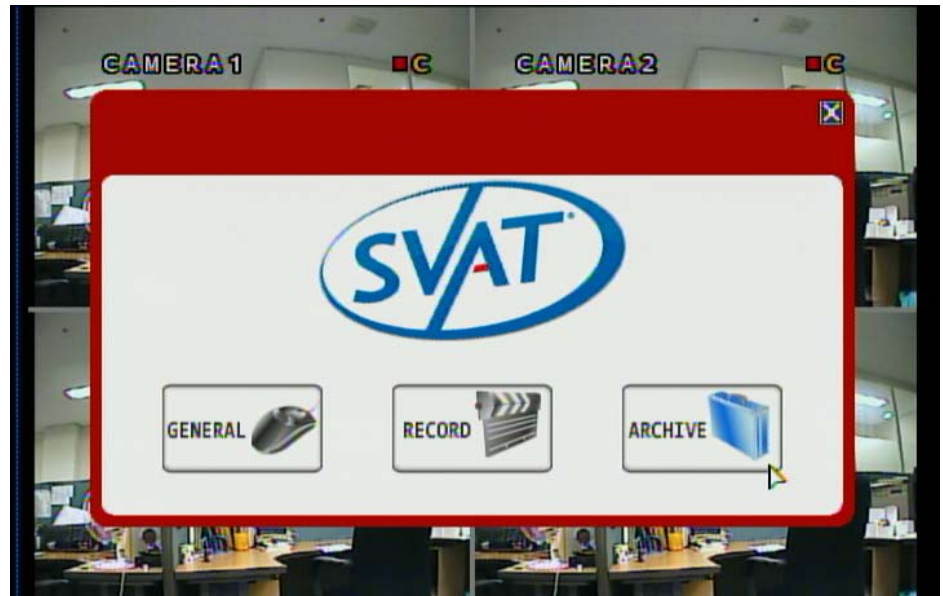 CAMERA1 C CAMERA2 C
X
SVAT
GENERAL RECORD ARCHIVE